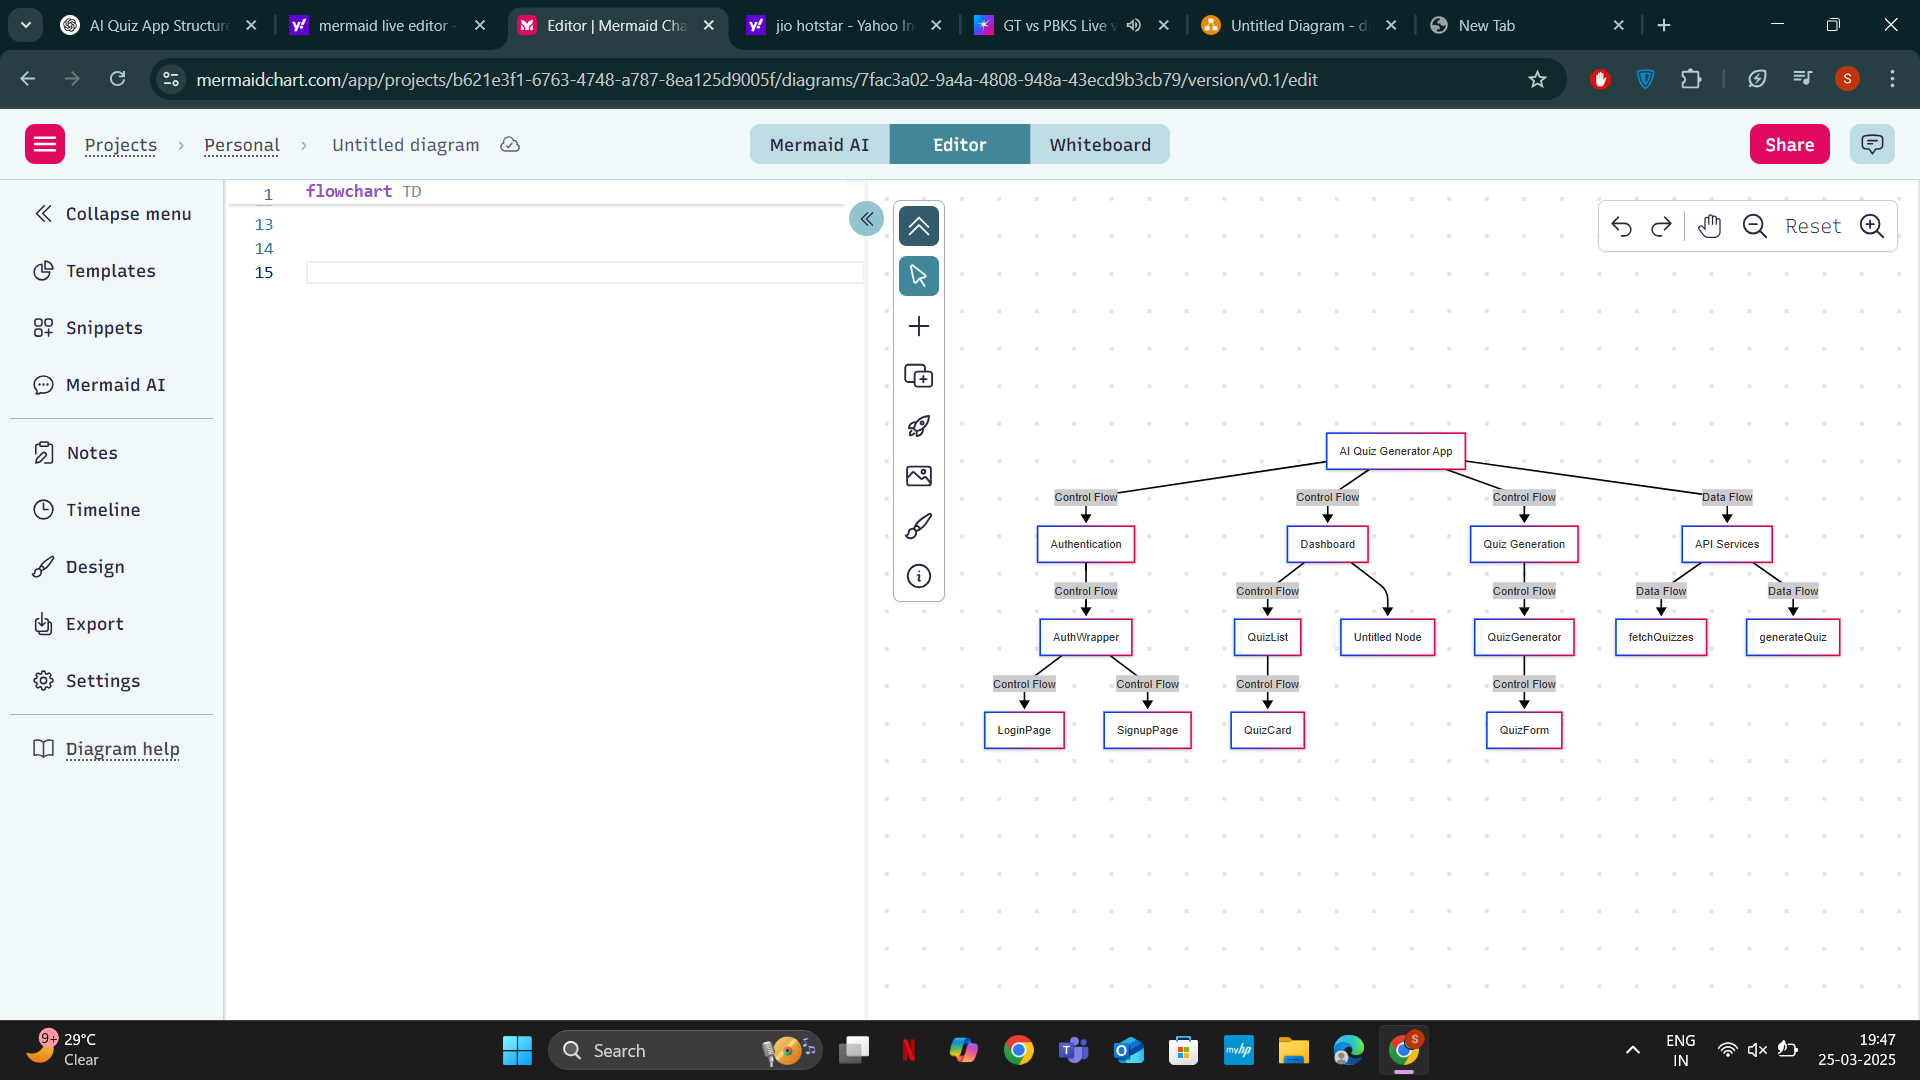 AI Quiz App Structure
mermaid live editor -
Editor | Mermaid Cha
jio hotstar - Yahoo In
GT vs PBKS Live v
Untitled Diagram - d
New Tab
mermaidchart.com/app/projects/b621e3f1-6763-4748-a787-8ea125d9005f/diagrams/7fac3a02-9a4a-4808-948a-43ecd9b3cb79/version/v0.1/edit
S
Projects › Personal › Untitled diagram
Mermaid AI
Editor
Whiteboard
Share
Collapse menu
Templates
Snippets
Mermaid AI
Notes
Timeline
Design
Export
Settings
Diagram help
1 flowchart TD
13
14
15
Reset
AI Quiz Generator App
Control Flow
Control Flow
Control Flow
Data Flow
Authentication
Dashboard
Quiz Generation
API Services
Control Flow
Control Flow
Control Flow
Data Flow
Data Flow
AuthWrapper
QuizList
Untitled Node
QuizGenerator
fetchQuizzes
generateQuiz
Control Flow
Control Flow
Control Flow
Control Flow
LoginPage
SignupPage
QuizCard
QuizForm
9+
29°C
Clear
Search
myhp
S
ENG
IN
19:47
25-03-2025